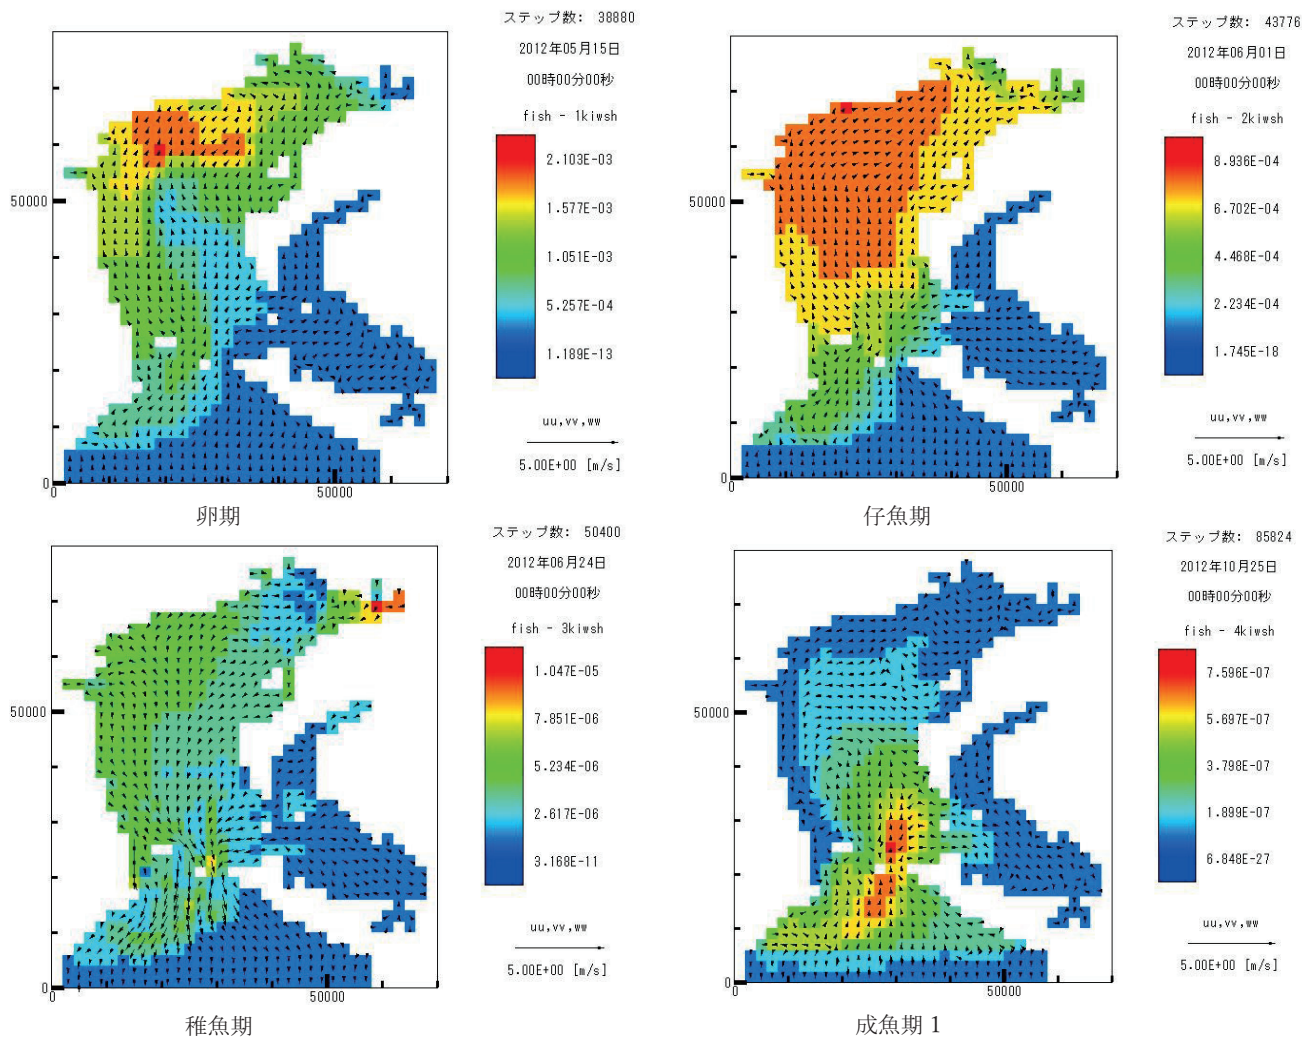 ステップ数: 38880
2012年05月15日
00時00分00秒
fish - 1kiwsh
2.103E-03
1.577E-03
1.051E-03
5.257E-04
1.189E-13
uu,vv,ww
5.00E+00 [m/s]
50000
0
0
50000
卵期
ステップ数: 43776
2012年06月01日
00時00分00秒
fish - 2kiwsh
8.936E-04
6.702E-04
4.468E-04
2.234E-04
1.745E-18
uu,vv,ww
5.00E+00 [m/s]
50000
0
0
50000
仔魚期
ステップ数: 50400
2012年06月24日
00時00分00秒
fish - 3kiwsh
1.047E-05
7.851E-06
5.234E-06
2.617E-06
3.168E-11
uu,vv,ww
5.00E+00 [m/s]
50000
0
0
50000
稚魚期
ステップ数: 85824
2012年10月25日
00時00分00秒
fish - 4kiwsh
7.596E-07
5.697E-07
3.798E-07
1.899E-07
6.848E-27
uu,vv,ww
5.00E+00 [m/s]
50000
0
0
50000
成魚期 1